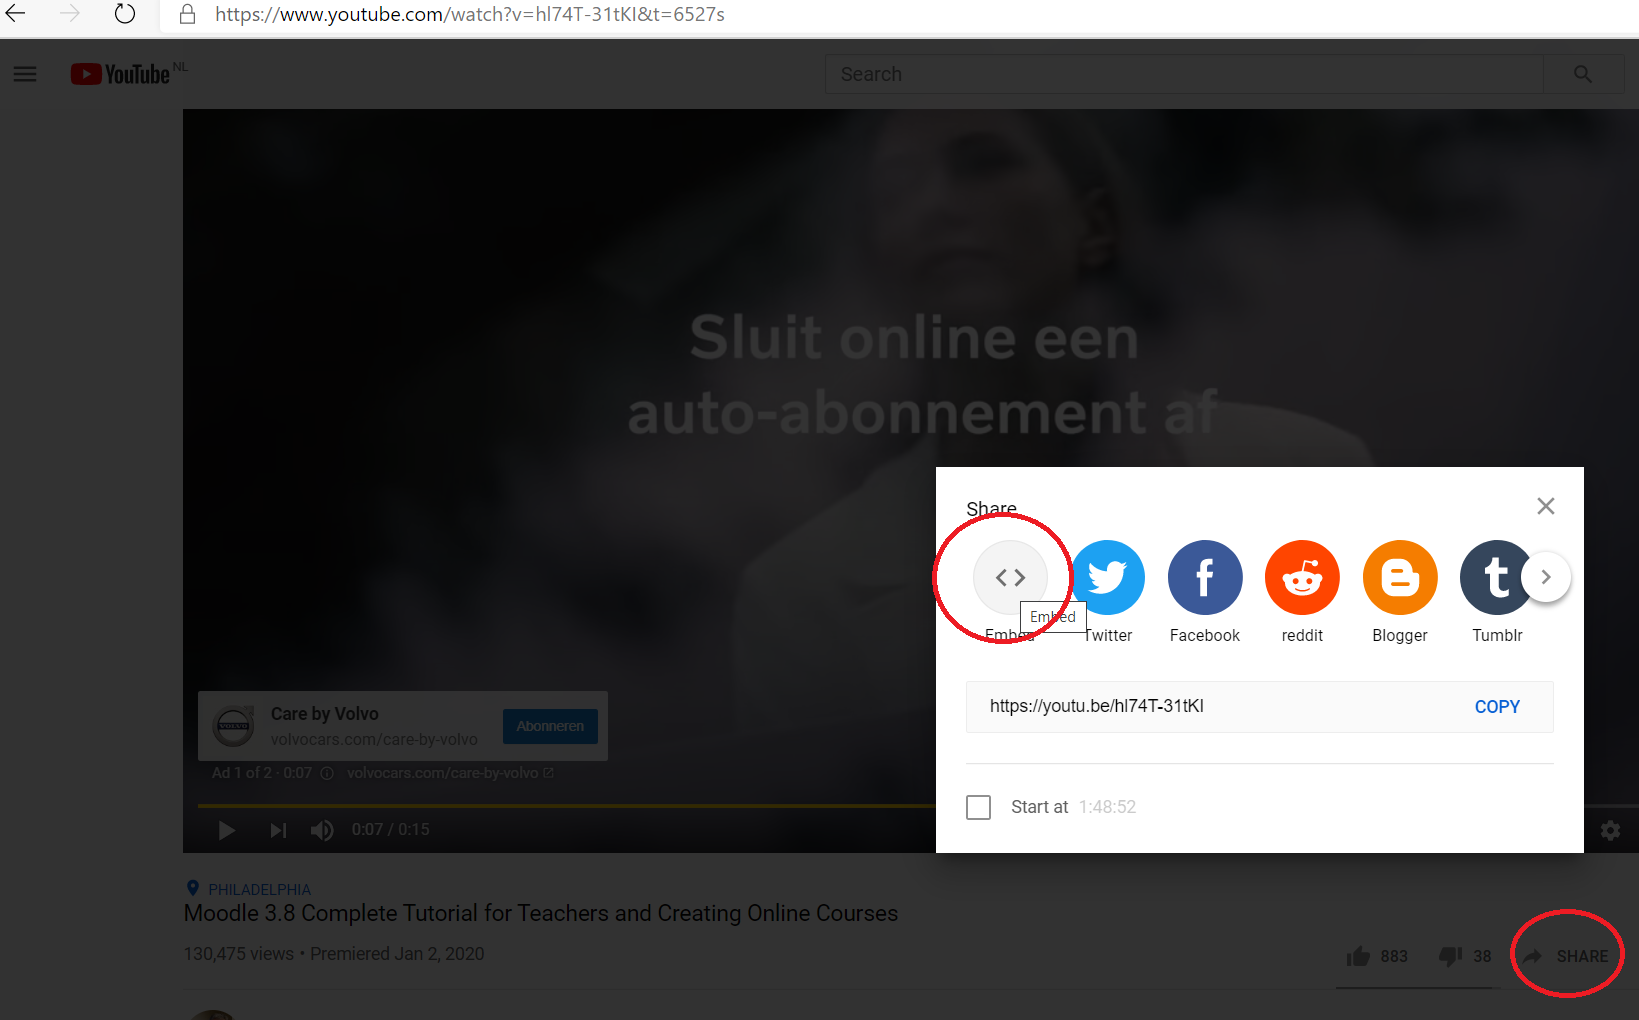 https://www.youtube.com/watch?v=hl74T-31tKI&t=6527s
YouTube NL
Search
Sluit online een
auto-abonnement af
Share
Embed
Embed
Twitter
Facebook
reddit
Blogger
Tumblr
https://youtu.be/hl74T-31tKI
COPY
Start at 1:48:52
VOLVO
Care by Volvo
volvocars.com/care-by-volvo
Abonneren
Ad 1 of 2 · 0:07 volvocars.com/care-by-volvo
0:07 / 0:15
PHILADELPHIA
Moodle 3.8 Complete Tutorial for Teachers and Creating Online Courses
130,475 views • Premiered Jan 2, 2020
883
38
SHARE